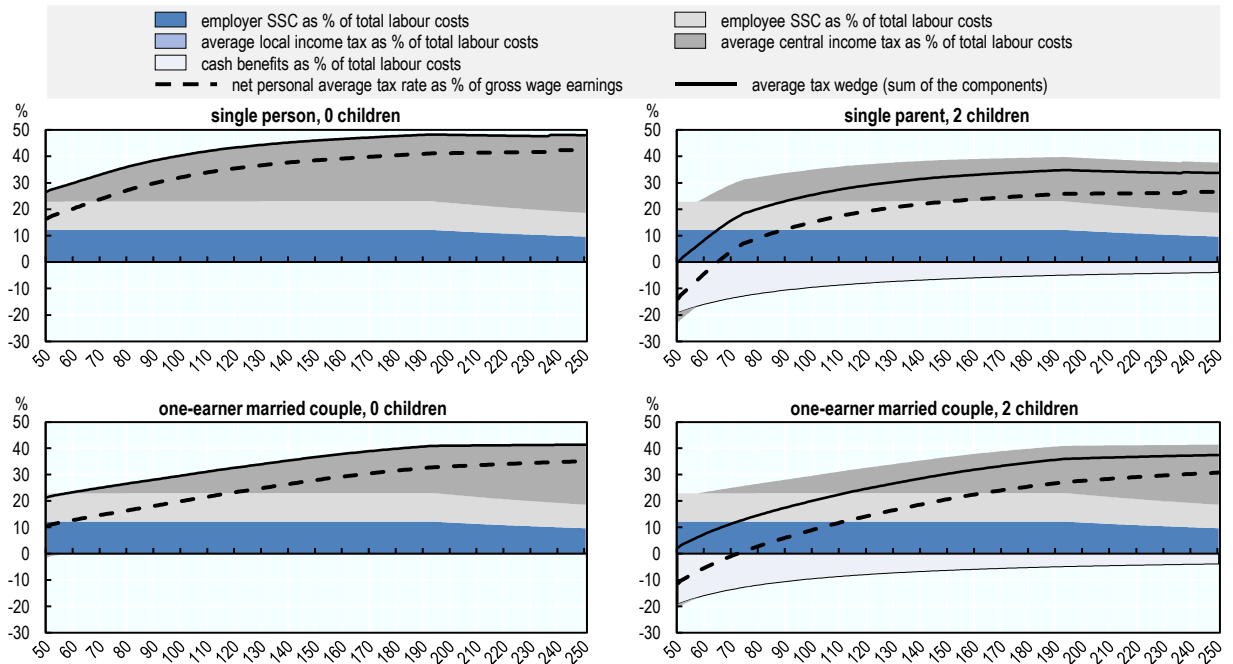 employer SSC as % of total labour costs
employee SSC as % of total labour costs
average local income tax as % of total labour costs
average central income tax as % of total labour costs
cash benefits as % of total labour costs
net personal average tax rate as % of gross wage earnings
average tax wedge (sum of the components)
%
single person, 0 children
50
40
30
20
10
0
-10
-20
-30
50 60 70 80 90 100 110 120 130 140 150 160 170 180 190 200 210 220 230 240 250
%
single parent, 2 children
50
40
30
20
10
0
-10
-20
-30
50 60 70 80 90 100 110 120 130 140 150 160 170 180 190 200 210 220 230 240 250
%
one-earner married couple, 0 children
50
40
30
20
10
0
-10
-20
-30
50 60 70 80 90 100 110 120 130 140 150 160 170 180 190 200 210 220 230 240 250
%
one-earner married couple, 2 children
50
40
30
20
10
0
-10
-20
-30
50 60 70 80 90 100 110 120 130 140 150 160 170 180 190 200 210 220 230 240 250